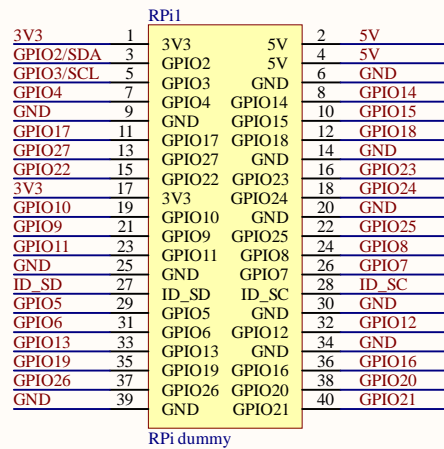 RPi1
3V3 1 3V3 5V 2 5V
GPIO2/SDA 3 GPIO2 5V 4 5V
GPIO3/SCL 5 GPIO3 GND 6 GND
GPIO4 7 GPIO4 GPIO14 8 GPIO14
GND 9 GND GPIO15 10 GPIO15
GPIO17 11 GPIO17 GPIO18 12 GPIO18
GPIO27 13 GPIO27 GND 14 GND
GPIO22 15 GPIO22 GPIO23 16 GPIO23
3V3 17 3V3 GPIO24 18 GPIO24
GPIO10 19 GPIO10 GND 20 GND
GPIO9 21 GPIO9 GPIO25 22 GPIO25
GPIO11 23 GPIO11 GPIO8 24 GPIO8
GND 25 GND GPIO7 26 GPIO7
ID_SD 27 ID_SD ID_SC 28 ID_SC
GPIO5 29 GPIO5 GND 30 GND
GPIO6 31 GPIO6 GPIO12 32 GPIO12
GPIO13 33 GPIO13 GND 34 GND
GPIO19 35 GPIO19 GPIO16 36 GPIO16
GPIO26 37 GPIO26 GPIO20 38 GPIO20
GND 39 GND GPIO21 40 GPIO21
RPi dummy